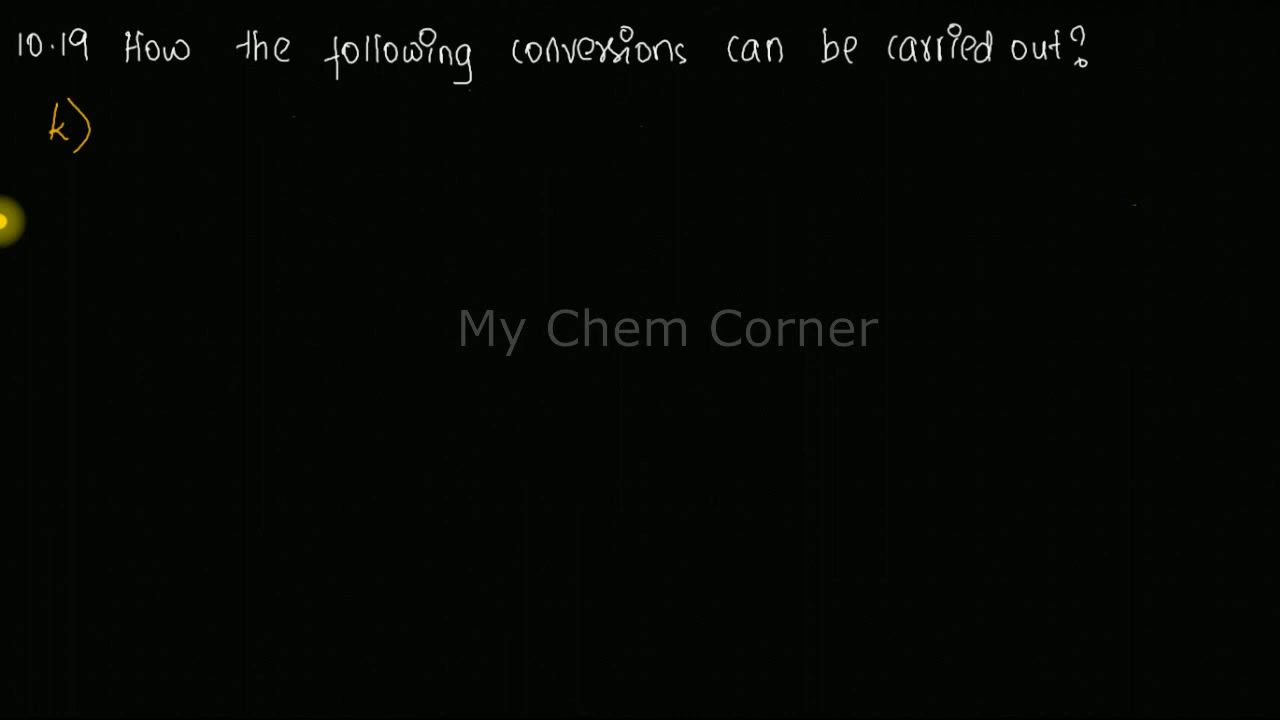 10.19 How the following conversions can be carried out?
k)
My Chem Corner